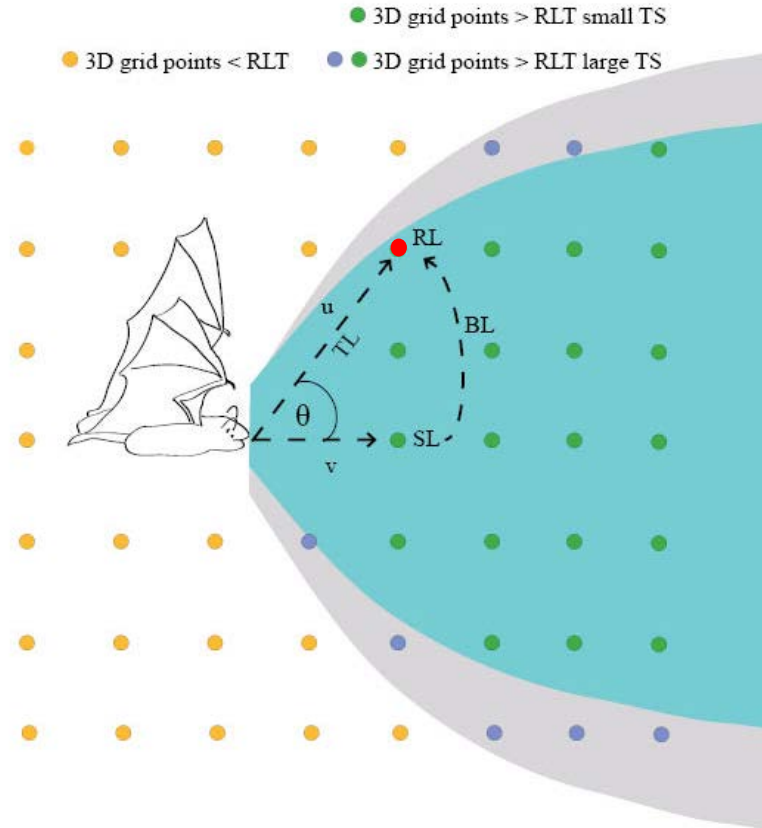 3D grid points > RLT small TS
3D grid points < RLT
3D grid points > RLT large TS
RL
u
TL
BL
θ
SL
v